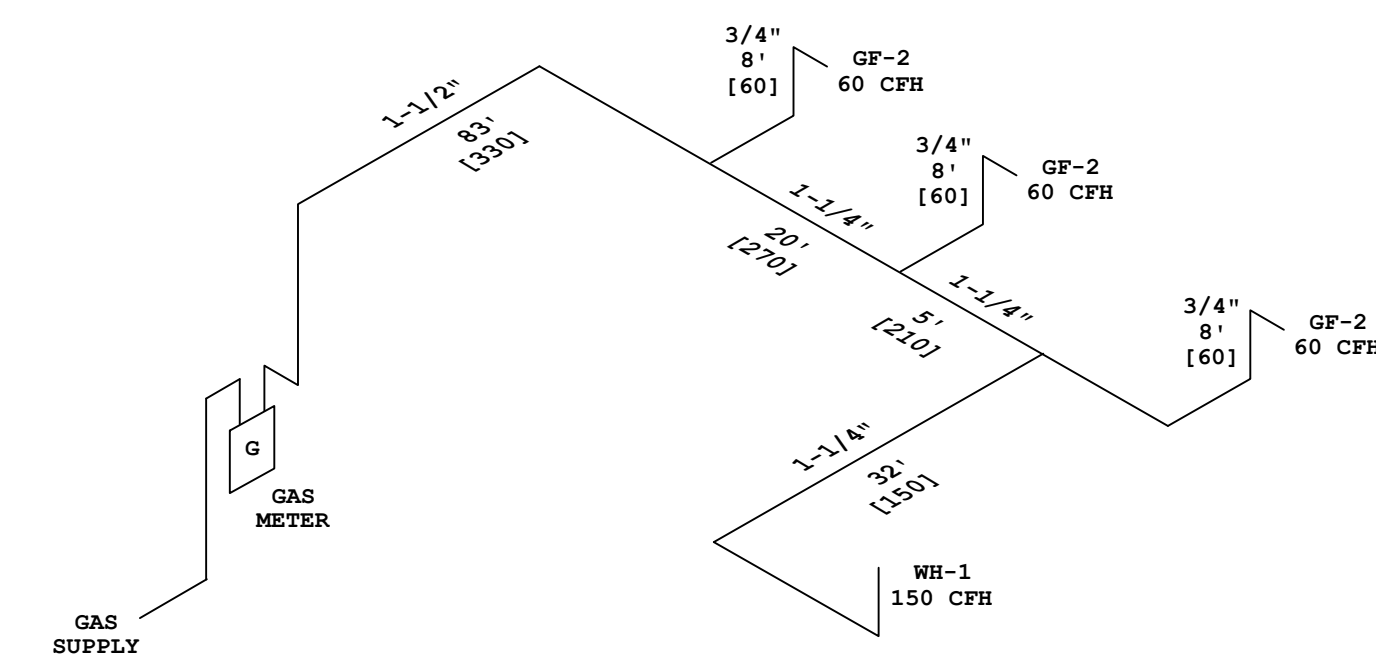 3/4"
8'
[60]
GF-2
60 CFH
1-1/2"
83'
[330]
3/4"
8'
[60]
GF-2
60 CFH
1-1/4"
20'
[270]
1-1/4"
5'
[210]
3/4"
8'
[60]
GF-2
60 CFH
G
GAS
METER
1-1/4"
32'
[150]
WH-1
150 CFH
GAS
SUPPLY